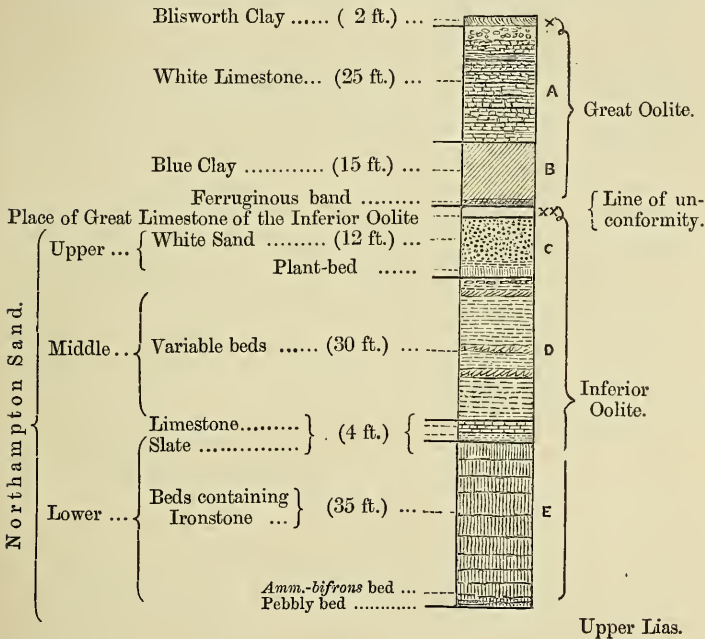 Blisworth Clay ...... ( 2 ft.) ... x
White Limestone... (25 ft.) ... A
Great Oolite.
Blue Clay ............ (15 ft.) ... B
Ferruginous band .........
Place of Great Limestone of the Inferior Oolite xx
Line of un-
conformity.
Northampton Sand.
Upper ... White Sand ......... (12 ft.) ... C
Plant-bed ......
Middle ... Variable beds ...... (30 ft.) ... D
Inferior
Oolite.
Limestone.........
Slate ............... (4 ft.)
Lower ... Beds containing
Ironstone ... (35 ft.) ... E
Amm.-bifrons bed ...
Pebbly bed ............
Upper Lias.